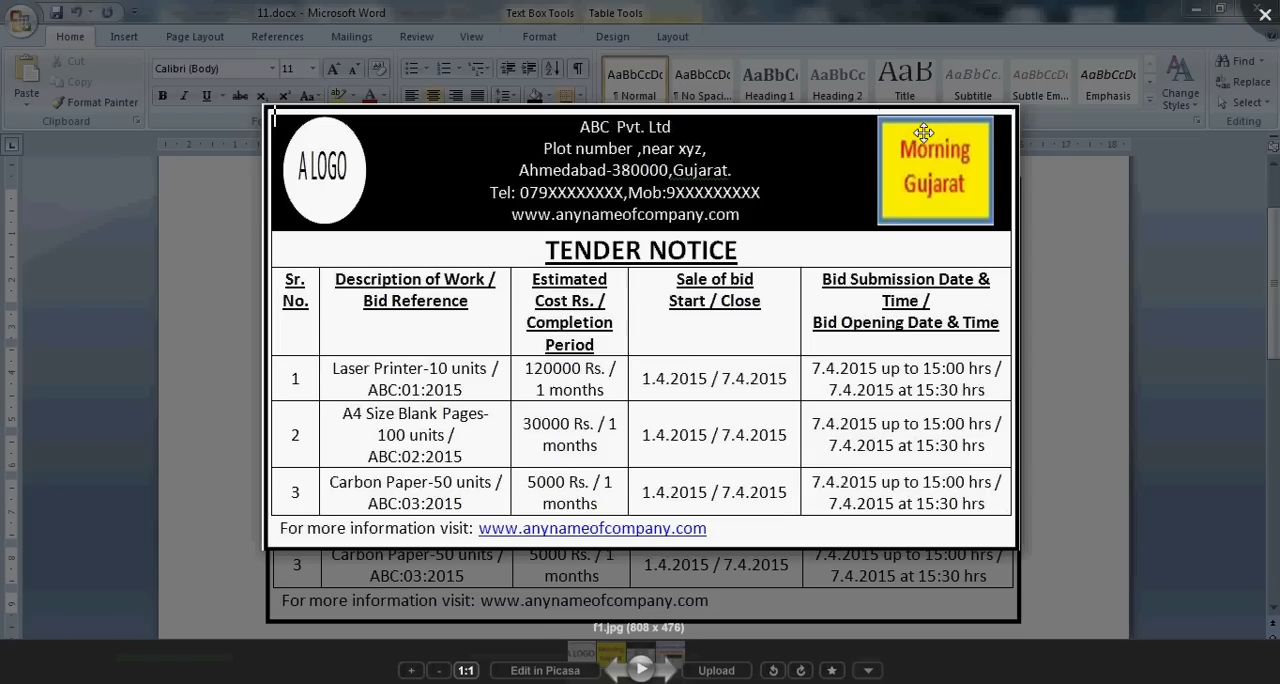 11.docx - Microsoft Word
Text Box Tools
Table Tools
Home
Insert
Page Layout
References
Mailings
Review
View
Format
Design
Layout
Paste
Cut
Copy
Format Painter
Clipboard
Calibri (Body)
11
AaBbCcDc
¶ Normal
AaBbCcDc
¶ No Spaci...
AaBbC
Heading 1
AaBbCc
Heading 2
AaB
Title
AaBbCc.
Subtitle
AaBbCcDc
Subtle Em...
AaBbCcDc
Emphasis
Change
Styles
Find
Replace
Select
Editing
A LOGO
ABC Pvt. Ltd
Plot number ,near xyz,
Ahmedabad-380000,Gujarat.
Tel: 079XXXXXXXX,Mob:9XXXXXXXXX
www.anynameofcompany.com
Morning
Gujarat
TENDER NOTICE
Sr.
No.
Description of Work /
Bid Reference
Estimated
Cost Rs. /
Completion
Period
Sale of bid
Start / Close
Bid Submission Date &
Time /
Bid Opening Date & Time
1
Laser Printer-10 units /
ABC:01:2015
120000 Rs. /
1 months
1.4.2015 / 7.4.2015
7.4.2015 up to 15:00 hrs /
7.4.2015 at 15:30 hrs
2
A4 Size Blank Pages-
100 units /
ABC:02:2015
30000 Rs. / 1
months
1.4.2015 / 7.4.2015
7.4.2015 up to 15:00 hrs /
7.4.2015 at 15:30 hrs
3
Carbon Paper-50 units /
ABC:03:2015
5000 Rs. / 1
months
1.4.2015 / 7.4.2015
7.4.2015 up to 15:00 hrs /
7.4.2015 at 15:30 hrs
For more information visit: www.anynameofcompany.com
3
Carbon Paper-50 units /
ABC:03:2015
5000 Rs. / 1
months
1.4.2015 / 7.4.2015
7.4.2015 up to 15:00 hrs /
7.4.2015 at 15:30 hrs
For more information visit: www.anynameofcompany.com
f1.jpg (808 x 476)
1:1
Edit in Picasa
Upload